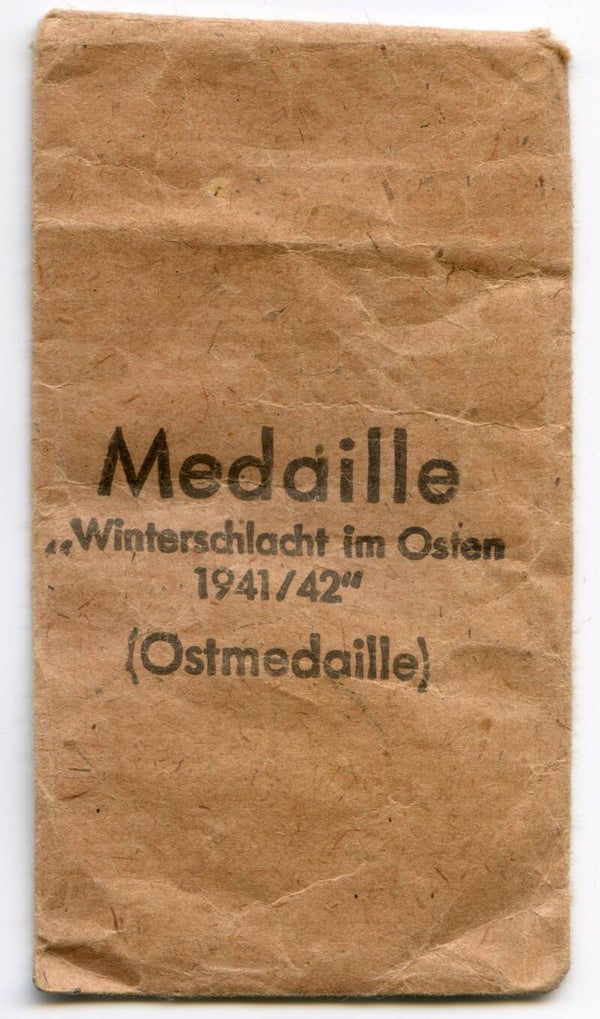 Medaille
„Winterschlacht im Osten
1941/42“
(Ostmedaille)